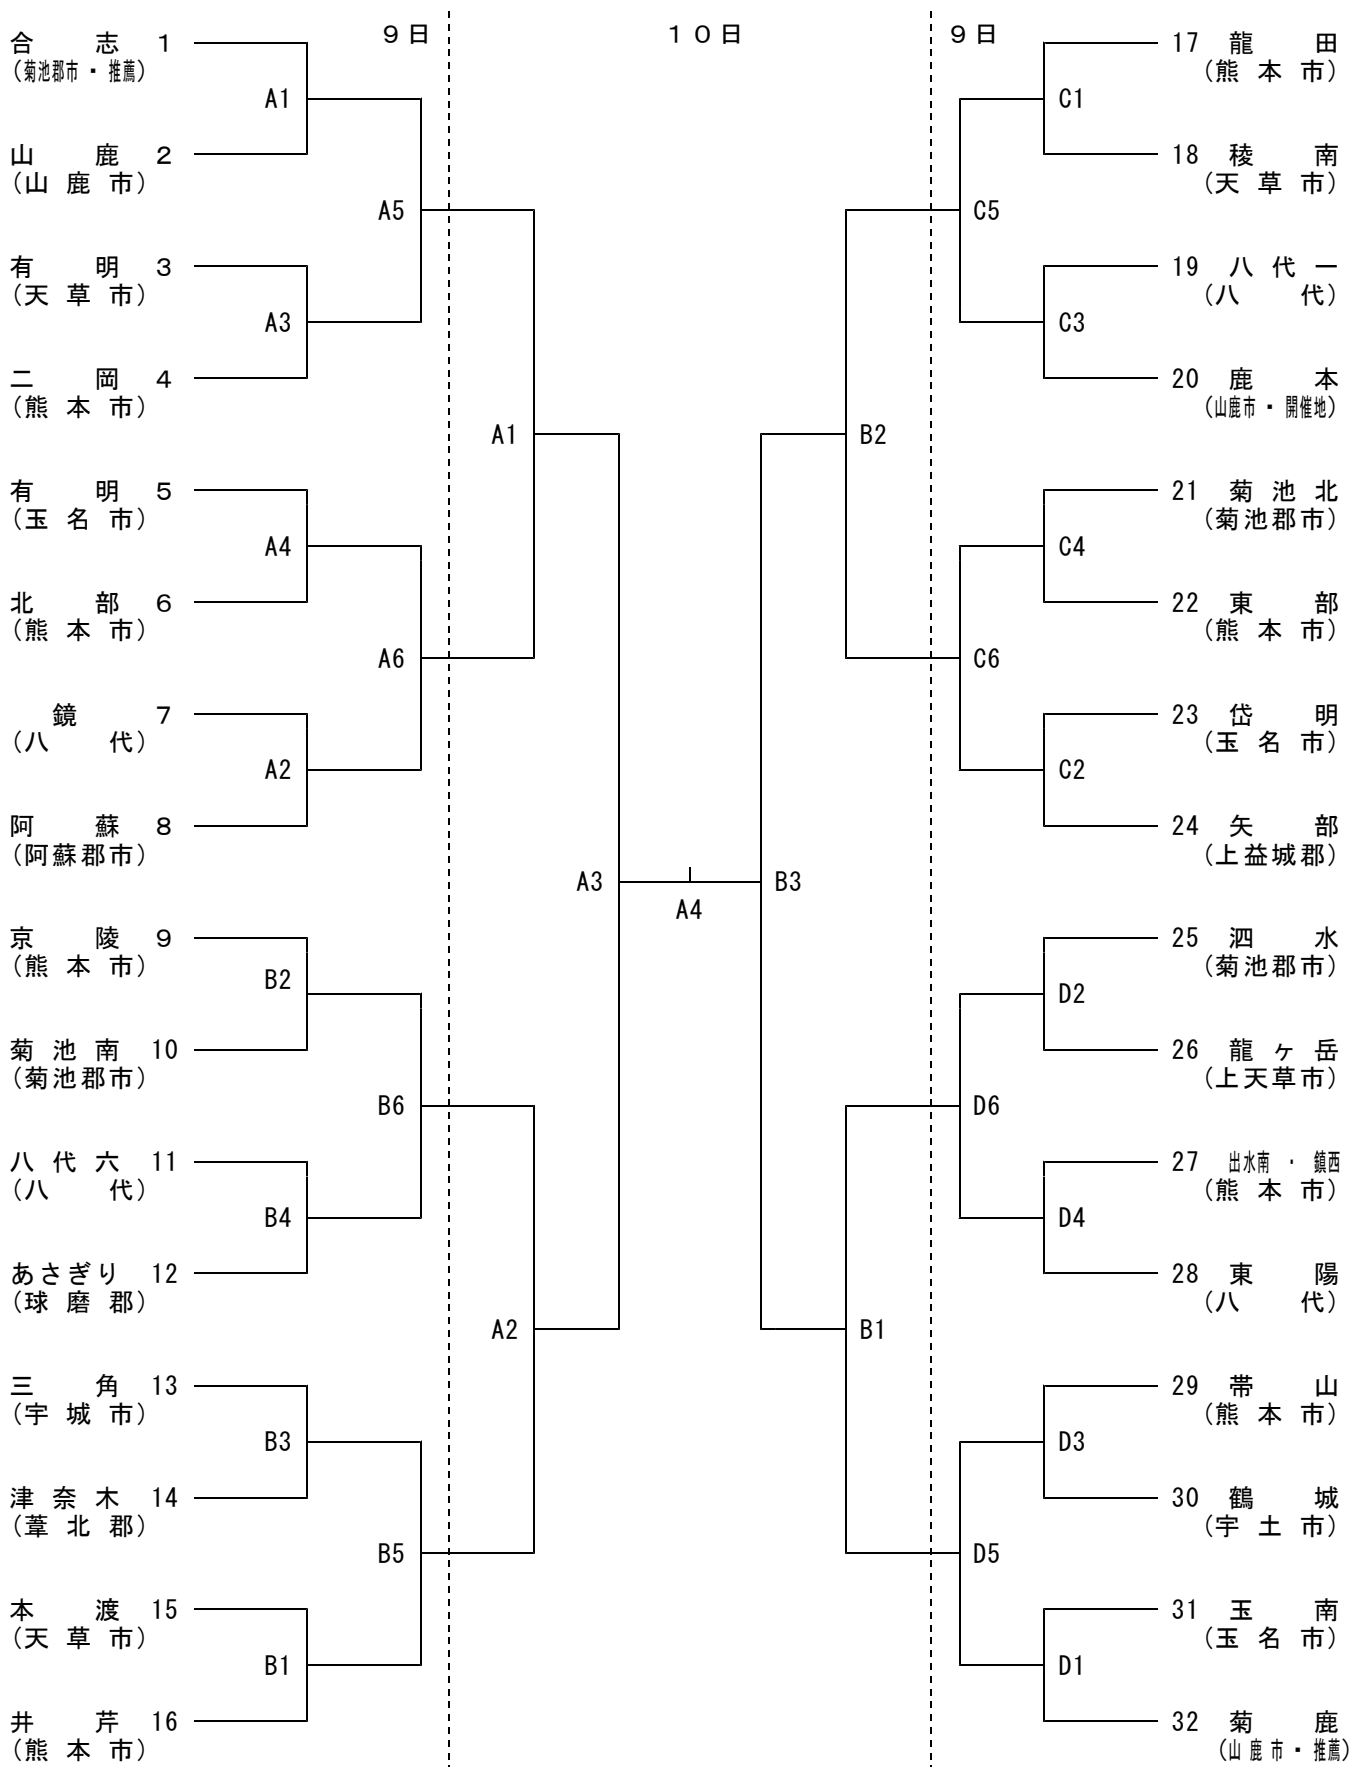 ９日
１０日
９日
合志 1
（菊池郡市・推薦）
A1
山鹿 2
（山鹿市）
A5
有明 3
（天草市）
A3
二岡 4
（熊本市）
A1
有明 5
（玉名市）
A4
北部 6
（熊本市）
A6
鏡 7
（八代）
A2
阿蘇 8
（阿蘇郡市）
A3
京陵 9
（熊本市）
B2
菊池南 10
（菊池郡市）
B6
八代六 11
（八代）
B4
あさぎり 12
（球磨郡）
A2
三角 13
（宇城市）
B3
津奈木 14
（葦北郡）
B5
本渡 15
（天草市）
B1
井芹 16
（熊本市）
A4
17 龍田
（熊本市）
C1
18 稜南
（天草市）
C5
19 八代一
（八代）
C3
20 鹿本
（山鹿市・開催地）
B2
21 菊池北
（菊池郡市）
C4
22 東部
（熊本市）
C6
23 岱明
（玉名市）
C2
24 矢部
（上益城郡）
B3
25 泗水
（菊池郡市）
D2
26 龍ヶ岳
（上天草市）
D6
27 出水南・鎮西
（熊本市）
D4
28 東陽
（八代）
B1
29 帯山
（熊本市）
D3
30 鶴城
（宇土市）
D5
31 玉南
（玉名市）
D1
32 菊鹿
（山鹿市・推薦）